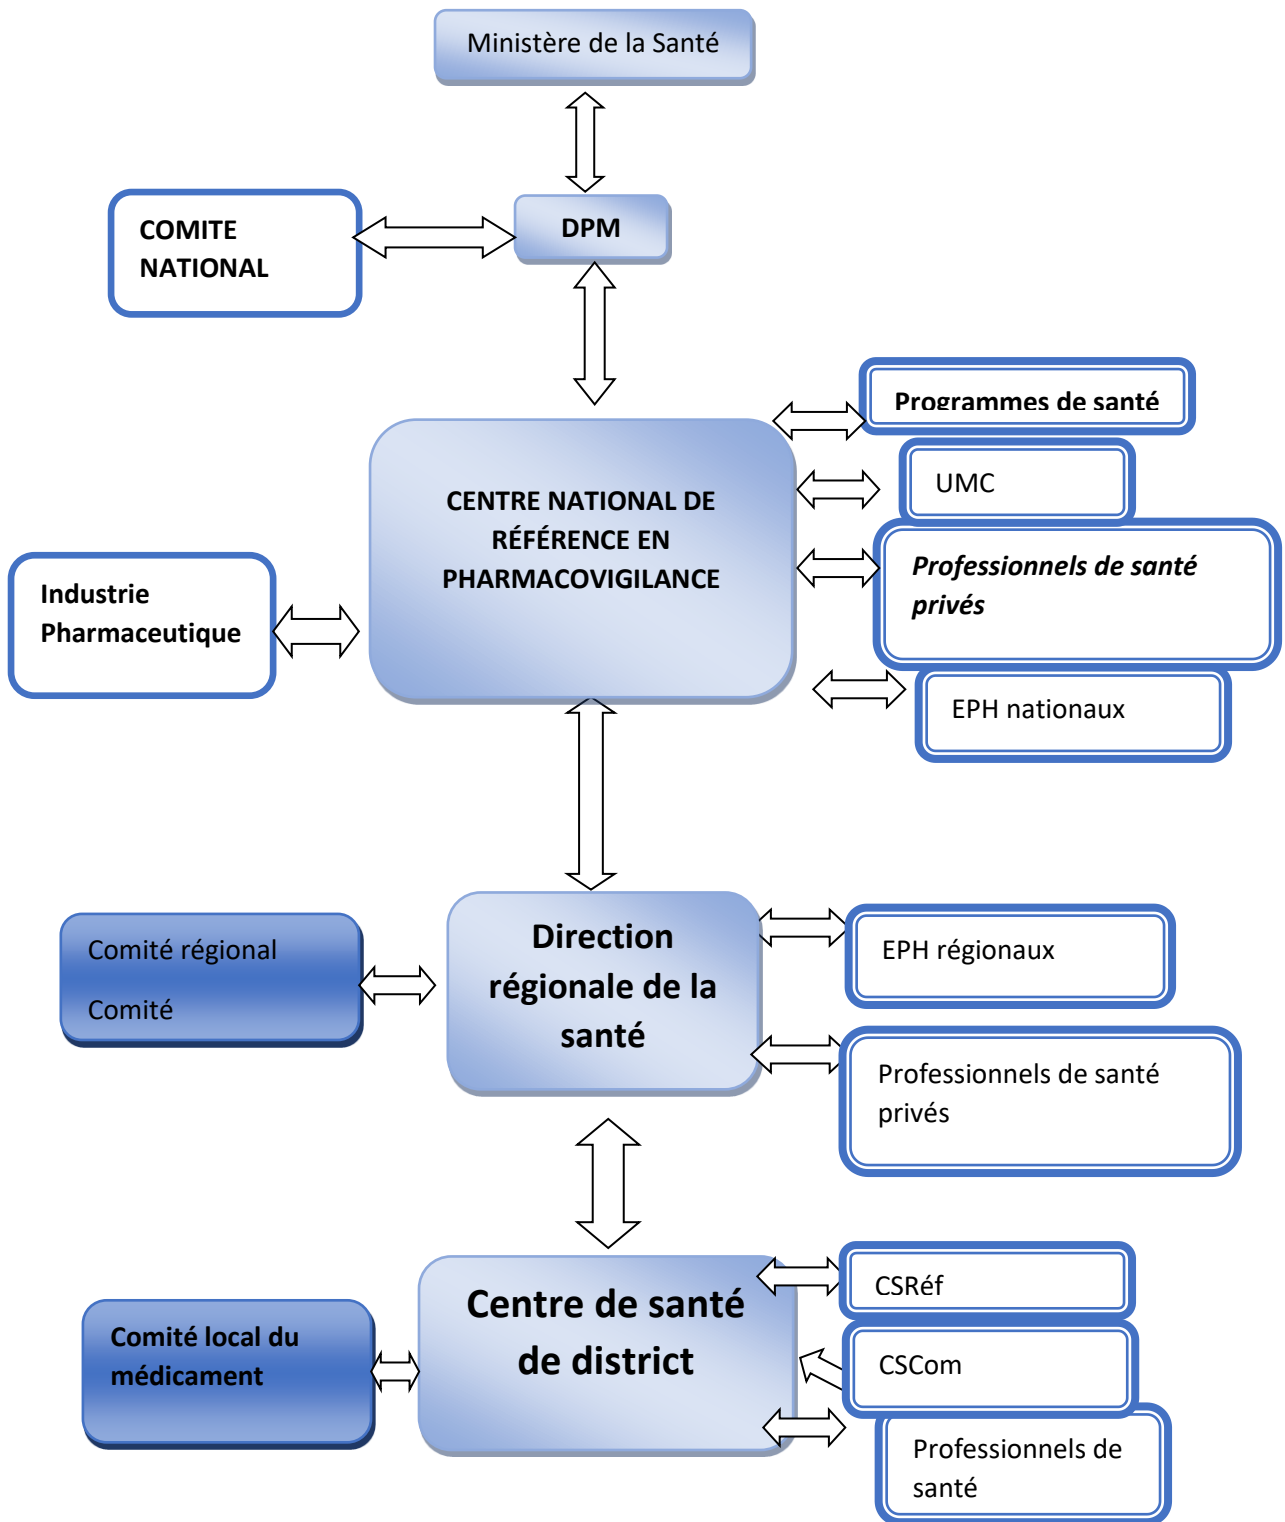 Ministère de la Santé
COMITE
NATIONAL
DPM
Programmes de santé
UMC
CENTRE NATIONAL DE
RÉFÉRENCE EN
PHARMACOVIGILANCE
Professionnels de santé
privés
Industrie
Pharmaceutique
EPH nationaux
Comité régional
Comité
Direction
régionale de la
santé
EPH régionaux
Professionnels de santé
privés
Comité local du
médicament
Centre de santé
de district
CSRéf
CSCom
Professionnels de
santé